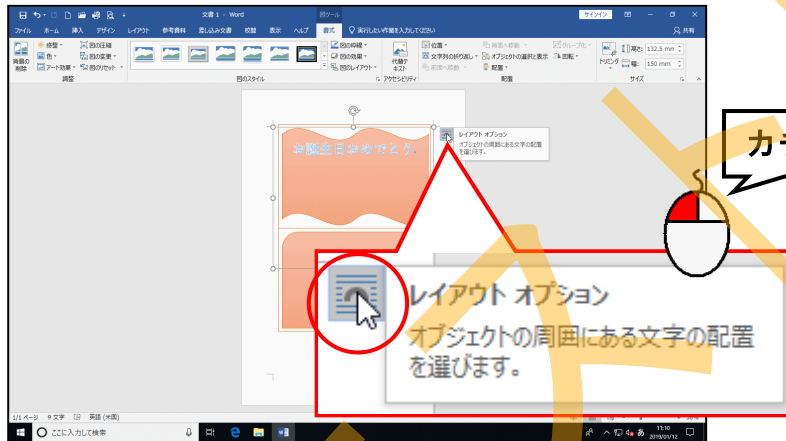 文書 1 - Word
図ツール
サインイン
ファイル ホーム 挿入 デザイン レイアウト 参考資料 差し込み文書 校閲 表示 ヘルプ 書式 実行したい作業を入力してください 共有
背景の
削除
修整
色
アート効果
図の圧縮
図の変更
図のリセット
調整
図のスタイル
図の枠線
図の効果
図のレイアウト
代替テ
キスト
アクセシビリティ
位置
文字列の折り返し
前面へ移動
背面へ移動
オブジェクトの選択と表示
配置
グループ化
回転
配置
トリミング
高さ: 132.5 mm
幅: 150 mm
サイズ
お誕生日おめでとう。
レイアウト オプション
オブジェクトの周囲にある文字の配置
を選びます。
カ
レイアウト オプション
オブジェクトの周囲にある文字の配置
を選びます。
1/1 ページ 9 文字 英語 (米国)
ここに入力して検索
あ
11:10
2019/01/12